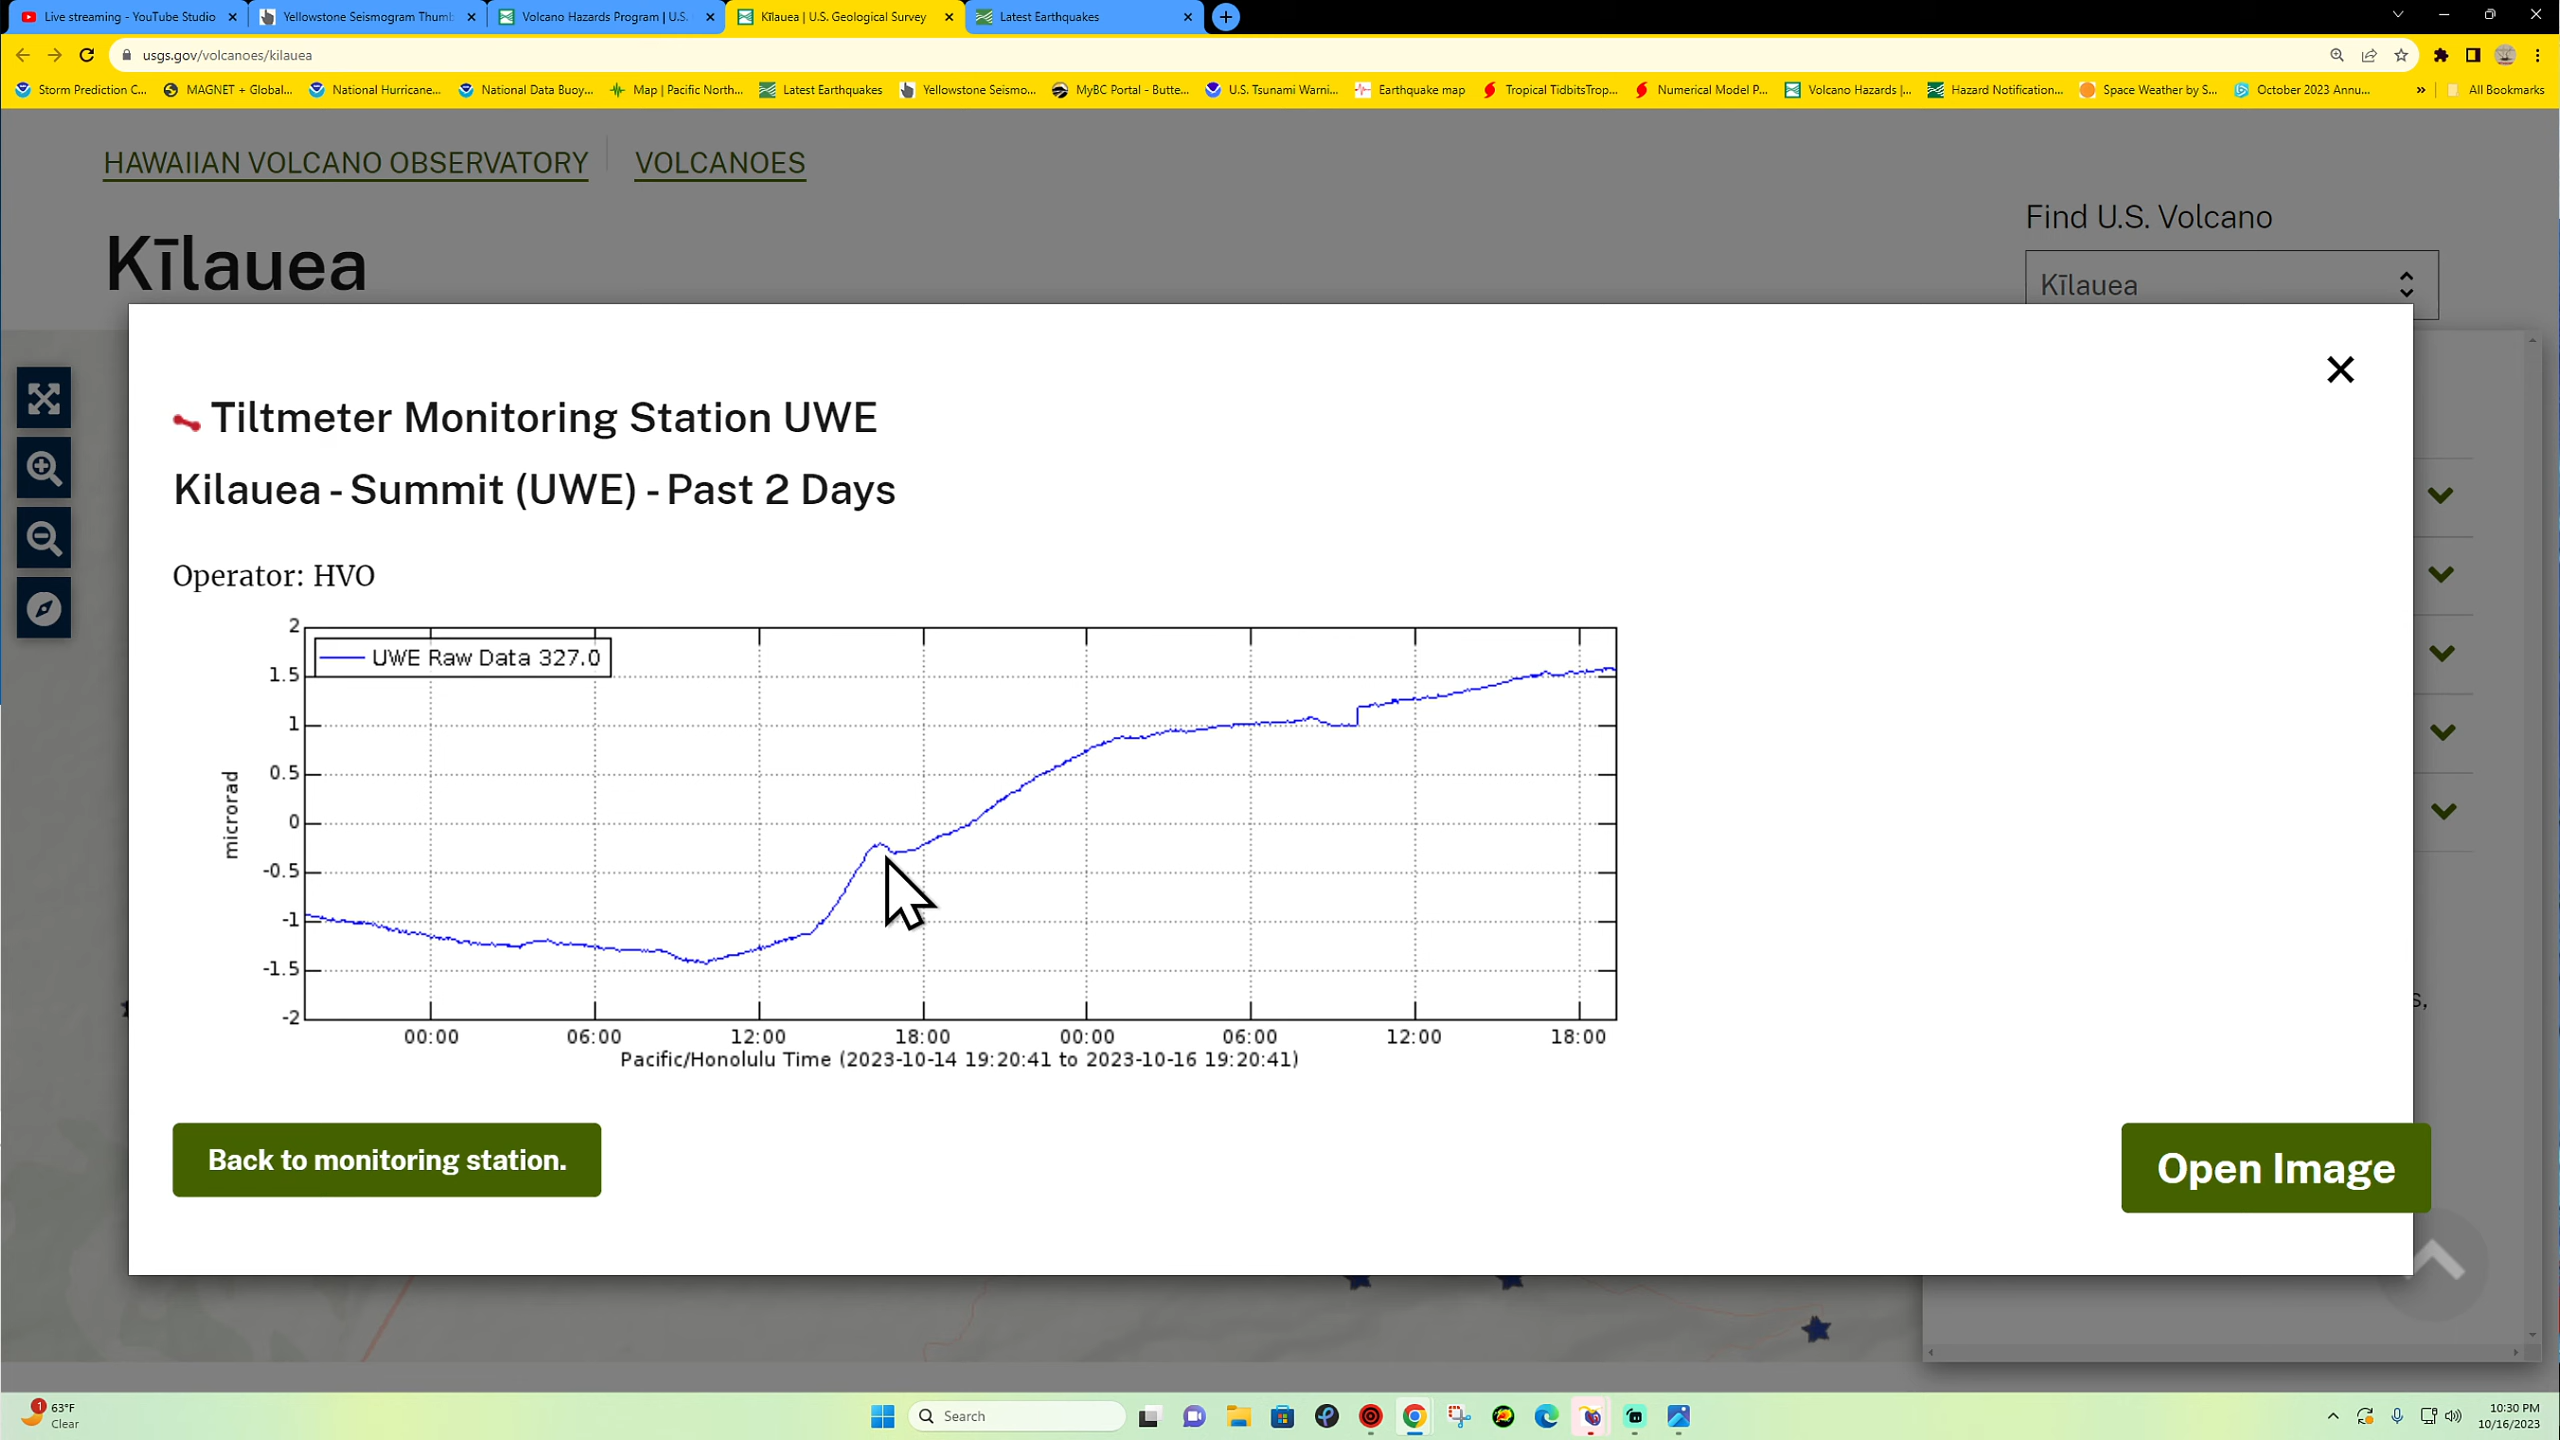 Live streaming - YouTube Studio
Yellowstone Seismogram Thumb
Volcano Hazards Program | U.S.
Kīlauea | U.S. Geological Survey
Latest Earthquakes
usgs.gov/volcanoes/kilauea
Storm Prediction C...
MAGNET + Global...
National Hurricane...
National Data Buoy...
Map | Pacific North...
Latest Earthquakes
Yellowstone Seismo...
MyBC Portal - Butte...
U.S. Tsunami Warni...
Earthquake map
Tropical TidbitsTrop...
Numerical Model P...
Volcano Hazards |...
Hazard Notification...
Space Weather by S...
October 2023 Annu...
»
All Bookmarks
HAWAIIAN VOLCANO OBSERVATORY
VOLCANOES
Kīlauea
Find U.S. Volcano
Kīlauea
Tiltmeter Monitoring Station UWE
Kilauea - Summit (UWE) - Past 2 Days
Operator: HVO
UWE Raw Data 327.0
2
1.5
1
0.5
0
-0.5
-1
-1.5
-2
microrad
00:00 06:00 12:00 18:00 00:00 06:00 12:00 18:00
Pacific/Honolulu Time (2023-10-14 19:20:41 to 2023-10-16 19:20:41)
Back to monitoring station.
Open Image
s,
1
63°F
Clear
Search
10:30 PM
10/16/2023